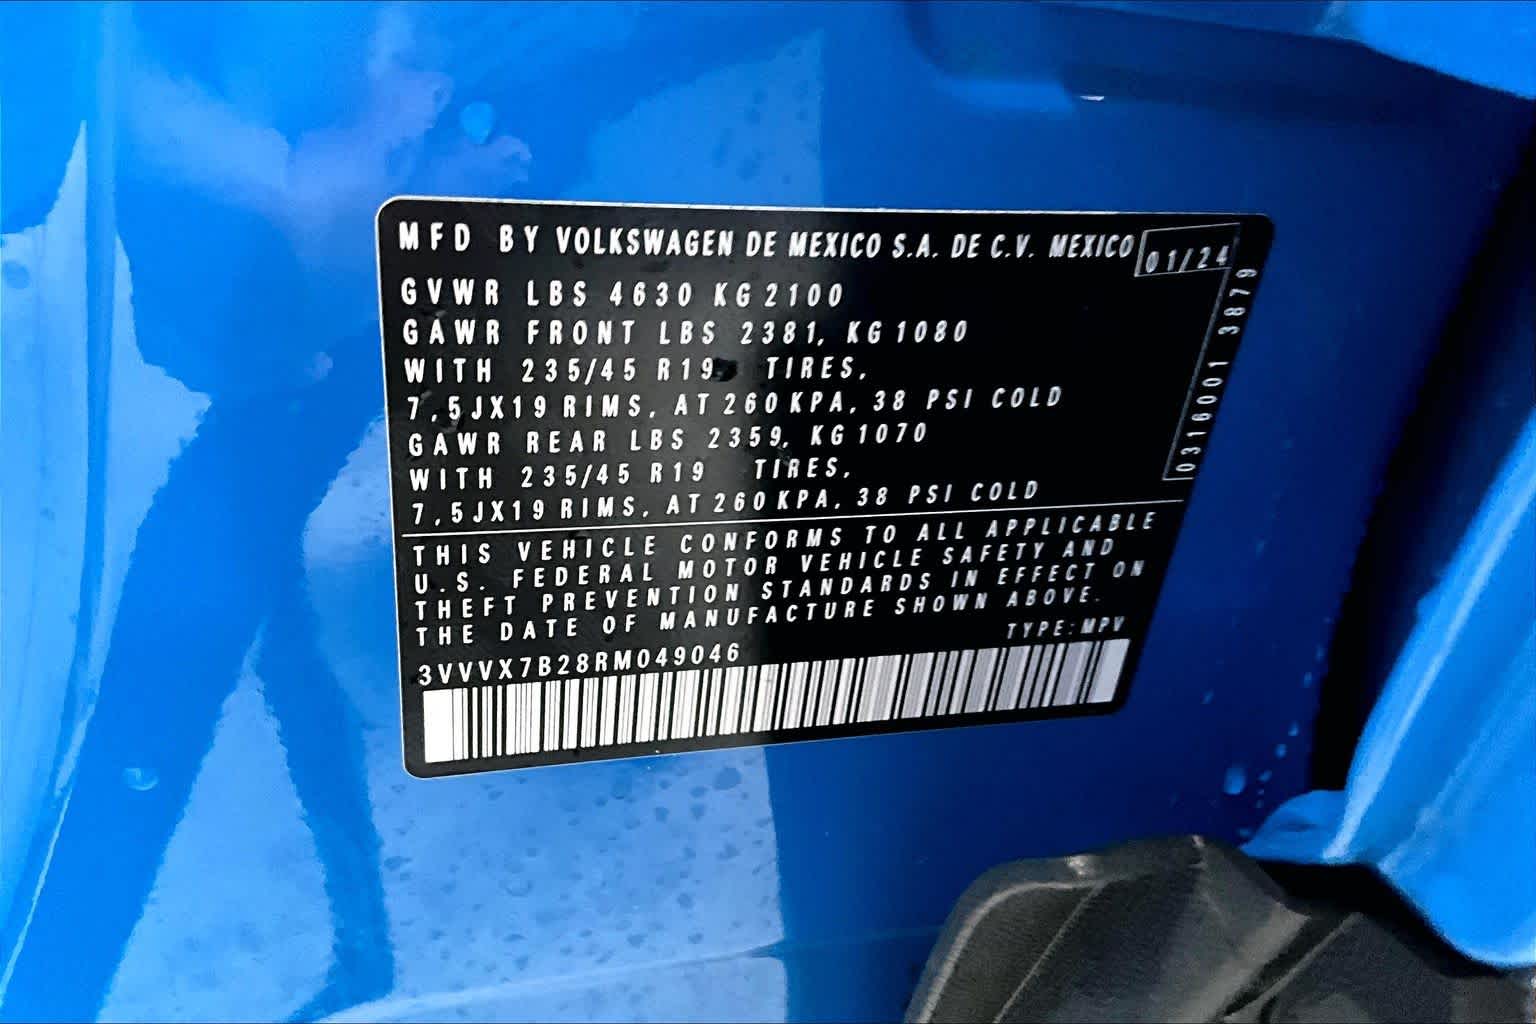 MFD BY VOLKSWAGEN DE MEXICO S.A. DE C.V. MEXICO 01/24
GVWR LBS 4630 KG 2100
GAWR FRONT LBS 2381, KG 1080
WITH 235/45 R19 TIRES,
7,5JX19 RIMS, AT 260 KPA, 38 PSI COLD
GAWR REAR LBS 2359, KG 1070
WITH 235/45 R19 TIRES,
7,5JX19 RIMS, AT 260 KPA, 38 PSI COLD
0316001 3879
THIS VEHICLE CONFORMS TO ALL APPLICABLE
U.S. FEDERAL MOTOR VEHICLE SAFETY AND
THEFT PREVENTION STANDARDS IN EFFECT ON
THE DATE OF MANUFACTURE SHOWN ABOVE.
TYPE: MPV
3VVVX7B28RM049046